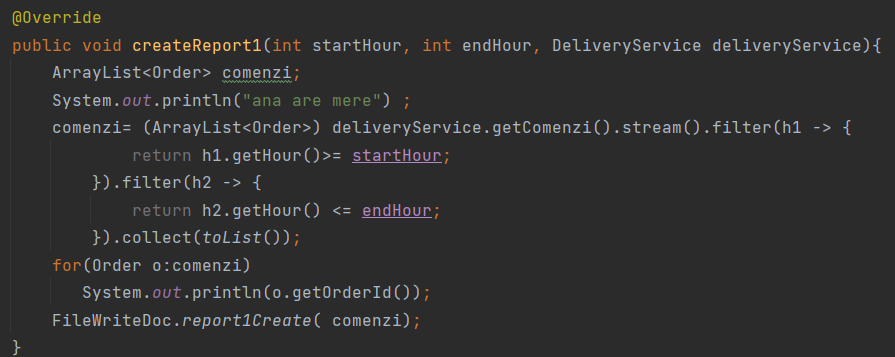 @Override
public void createReport1(int startHour, int endHour, DeliveryService deliveryService){
    ArrayList<Order> comenzi;
    System.out.println("ana are mere") ;
    comenzi= (ArrayList<Order>) deliveryService.getComenzi().stream().filter(h1 -> {
            return h1.getHour()>= startHour;
        }).filter(h2 -> {
            return h2.getHour() <= endHour;
        }).collect(toList());
    for(Order o:comenzi)
       System.out.println(o.getOrderId());
    FileWriteDoc.report1Create( comenzi);
}